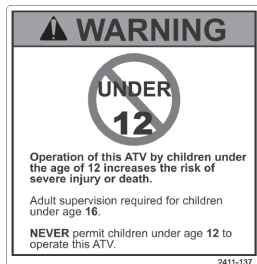 WARNING
UNDER
12
Operation of this ATV by children under
the age of 12 increases the risk of
severe injury or death.
Adult supervision required for children
under age 16.
NEVER permit children under age 12 to
operate this ATV.
2411-137